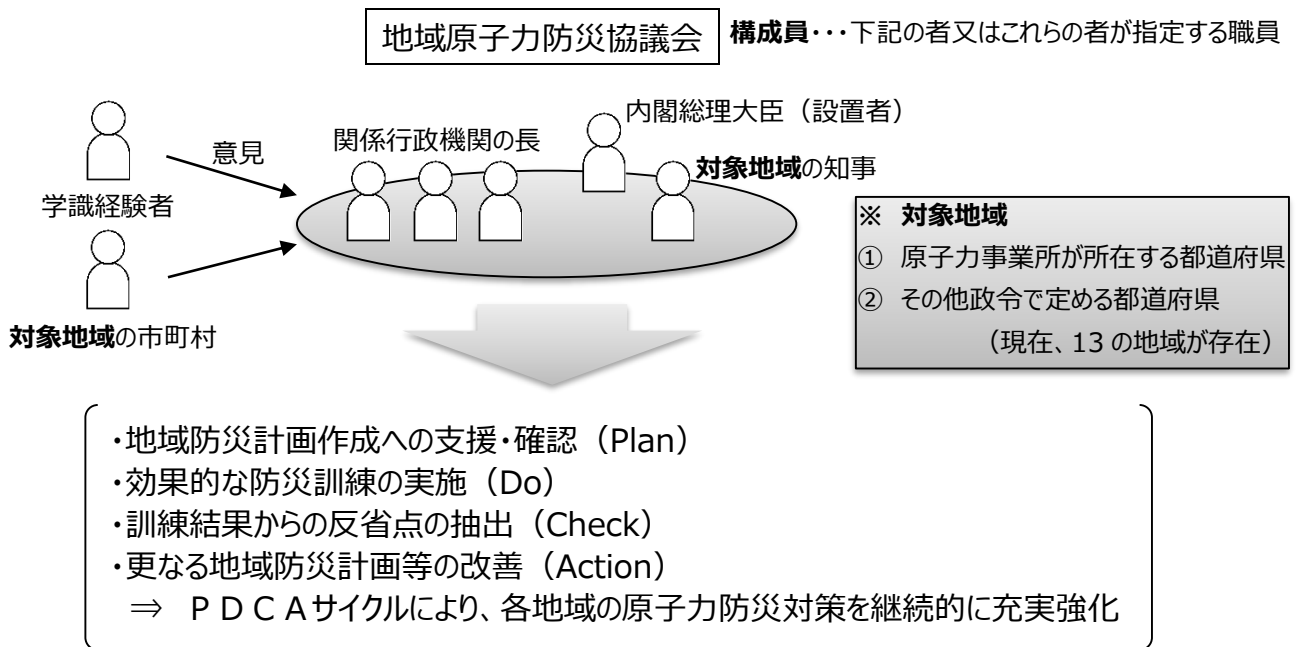 地域原子力防災協議会
構成員･･･下記の者又はこれらの者が指定する職員
内閣総理大臣（設置者）
関係行政機関の長
対象地域の知事
意見
学識経験者
対象地域の市町村
※ 対象地域
① 原子力事業所が所在する都道府県
② その他政令で定める都道府県
（現在、13 の地域が存在）
・地域防災計画作成への支援・確認（Plan）
・効果的な防災訓練の実施（Do）
・訓練結果からの反省点の抽出（Check）
・更なる地域防災計画等の改善（Action）
⇒ ＰＤＣＡサイクルにより、各地域の原子力防災対策を継続的に充実強化